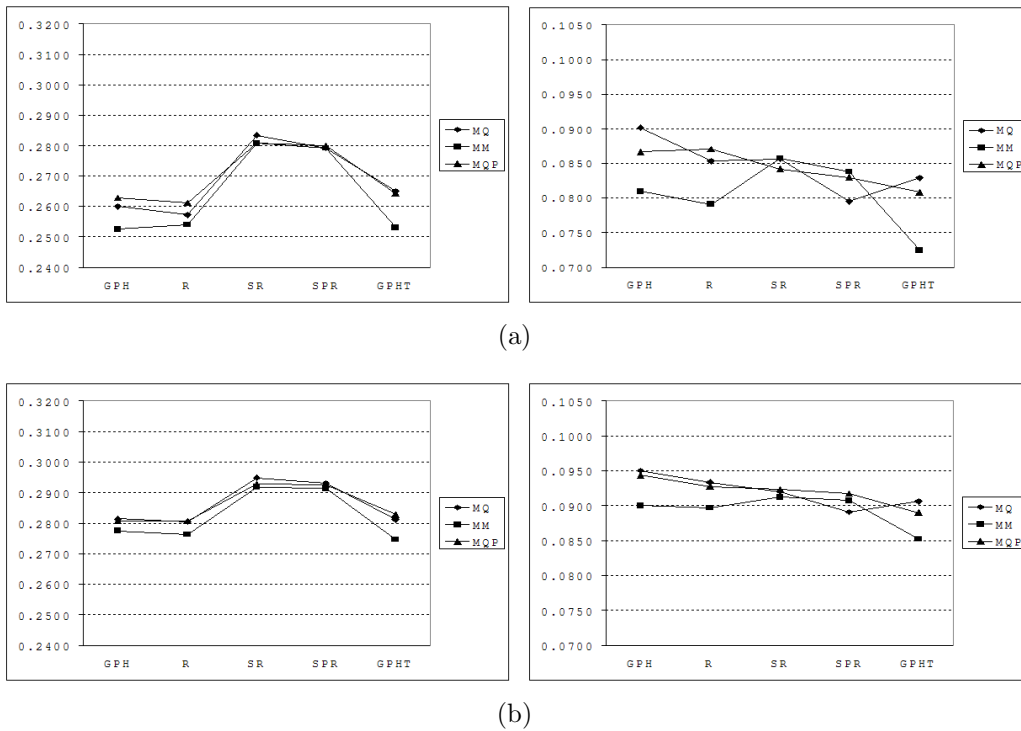 0.3200
0.3100
0.3000
0.2900
0.2800
0.2700
0.2600
0.2500
0.2400
GPH R SR SPR GPHT
MQ
MM
MQP
0.1050
0.1000
0.0950
0.0900
0.0850
0.0800
0.0750
0.0700
GPH R SR SPR GPHT
MQ
MM
MQP
(a)
0.3200
0.3100
0.3000
0.2900
0.2800
0.2700
0.2600
0.2500
0.2400
GPH R SR SPR GPHT
MQ
MM
MQP
0.1050
0.1000
0.0950
0.0900
0.0850
0.0800
0.0750
0.0700
GPH R SR SPR GPHT
MQ
MM
MQP
(b)